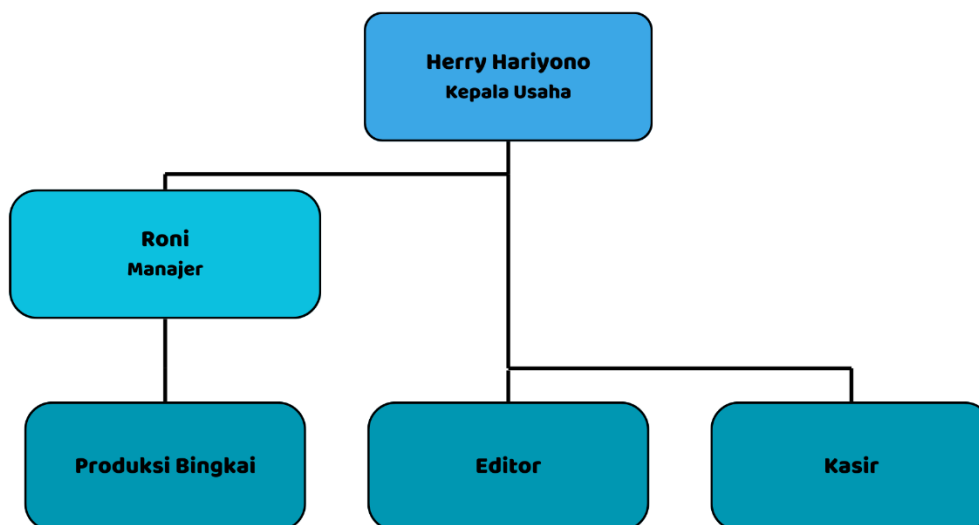 Herry Hariyono
Kepala Usaha
Roni
Manajer
Produksi Bingkai
Editor
Kasir